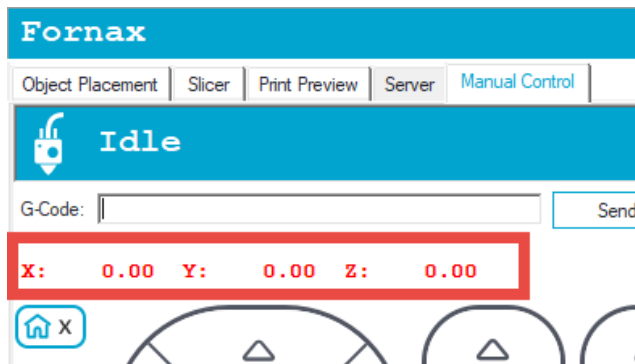 Fornax
Object Placement Slicer Print Preview Server Manual Control
Idle
G-Code: Send
X: 0.00 Y: 0.00 Z: 0.00
X